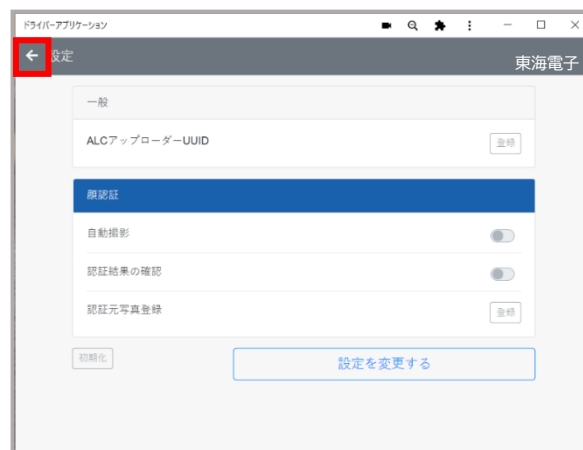 ドライバーアプリケーション
設定
東海電子
一般
ALCアップローダーUUID
登録
顔認証
自動撮影
認証結果の確認
認証元写真登録
登録
初期化
設定を変更する